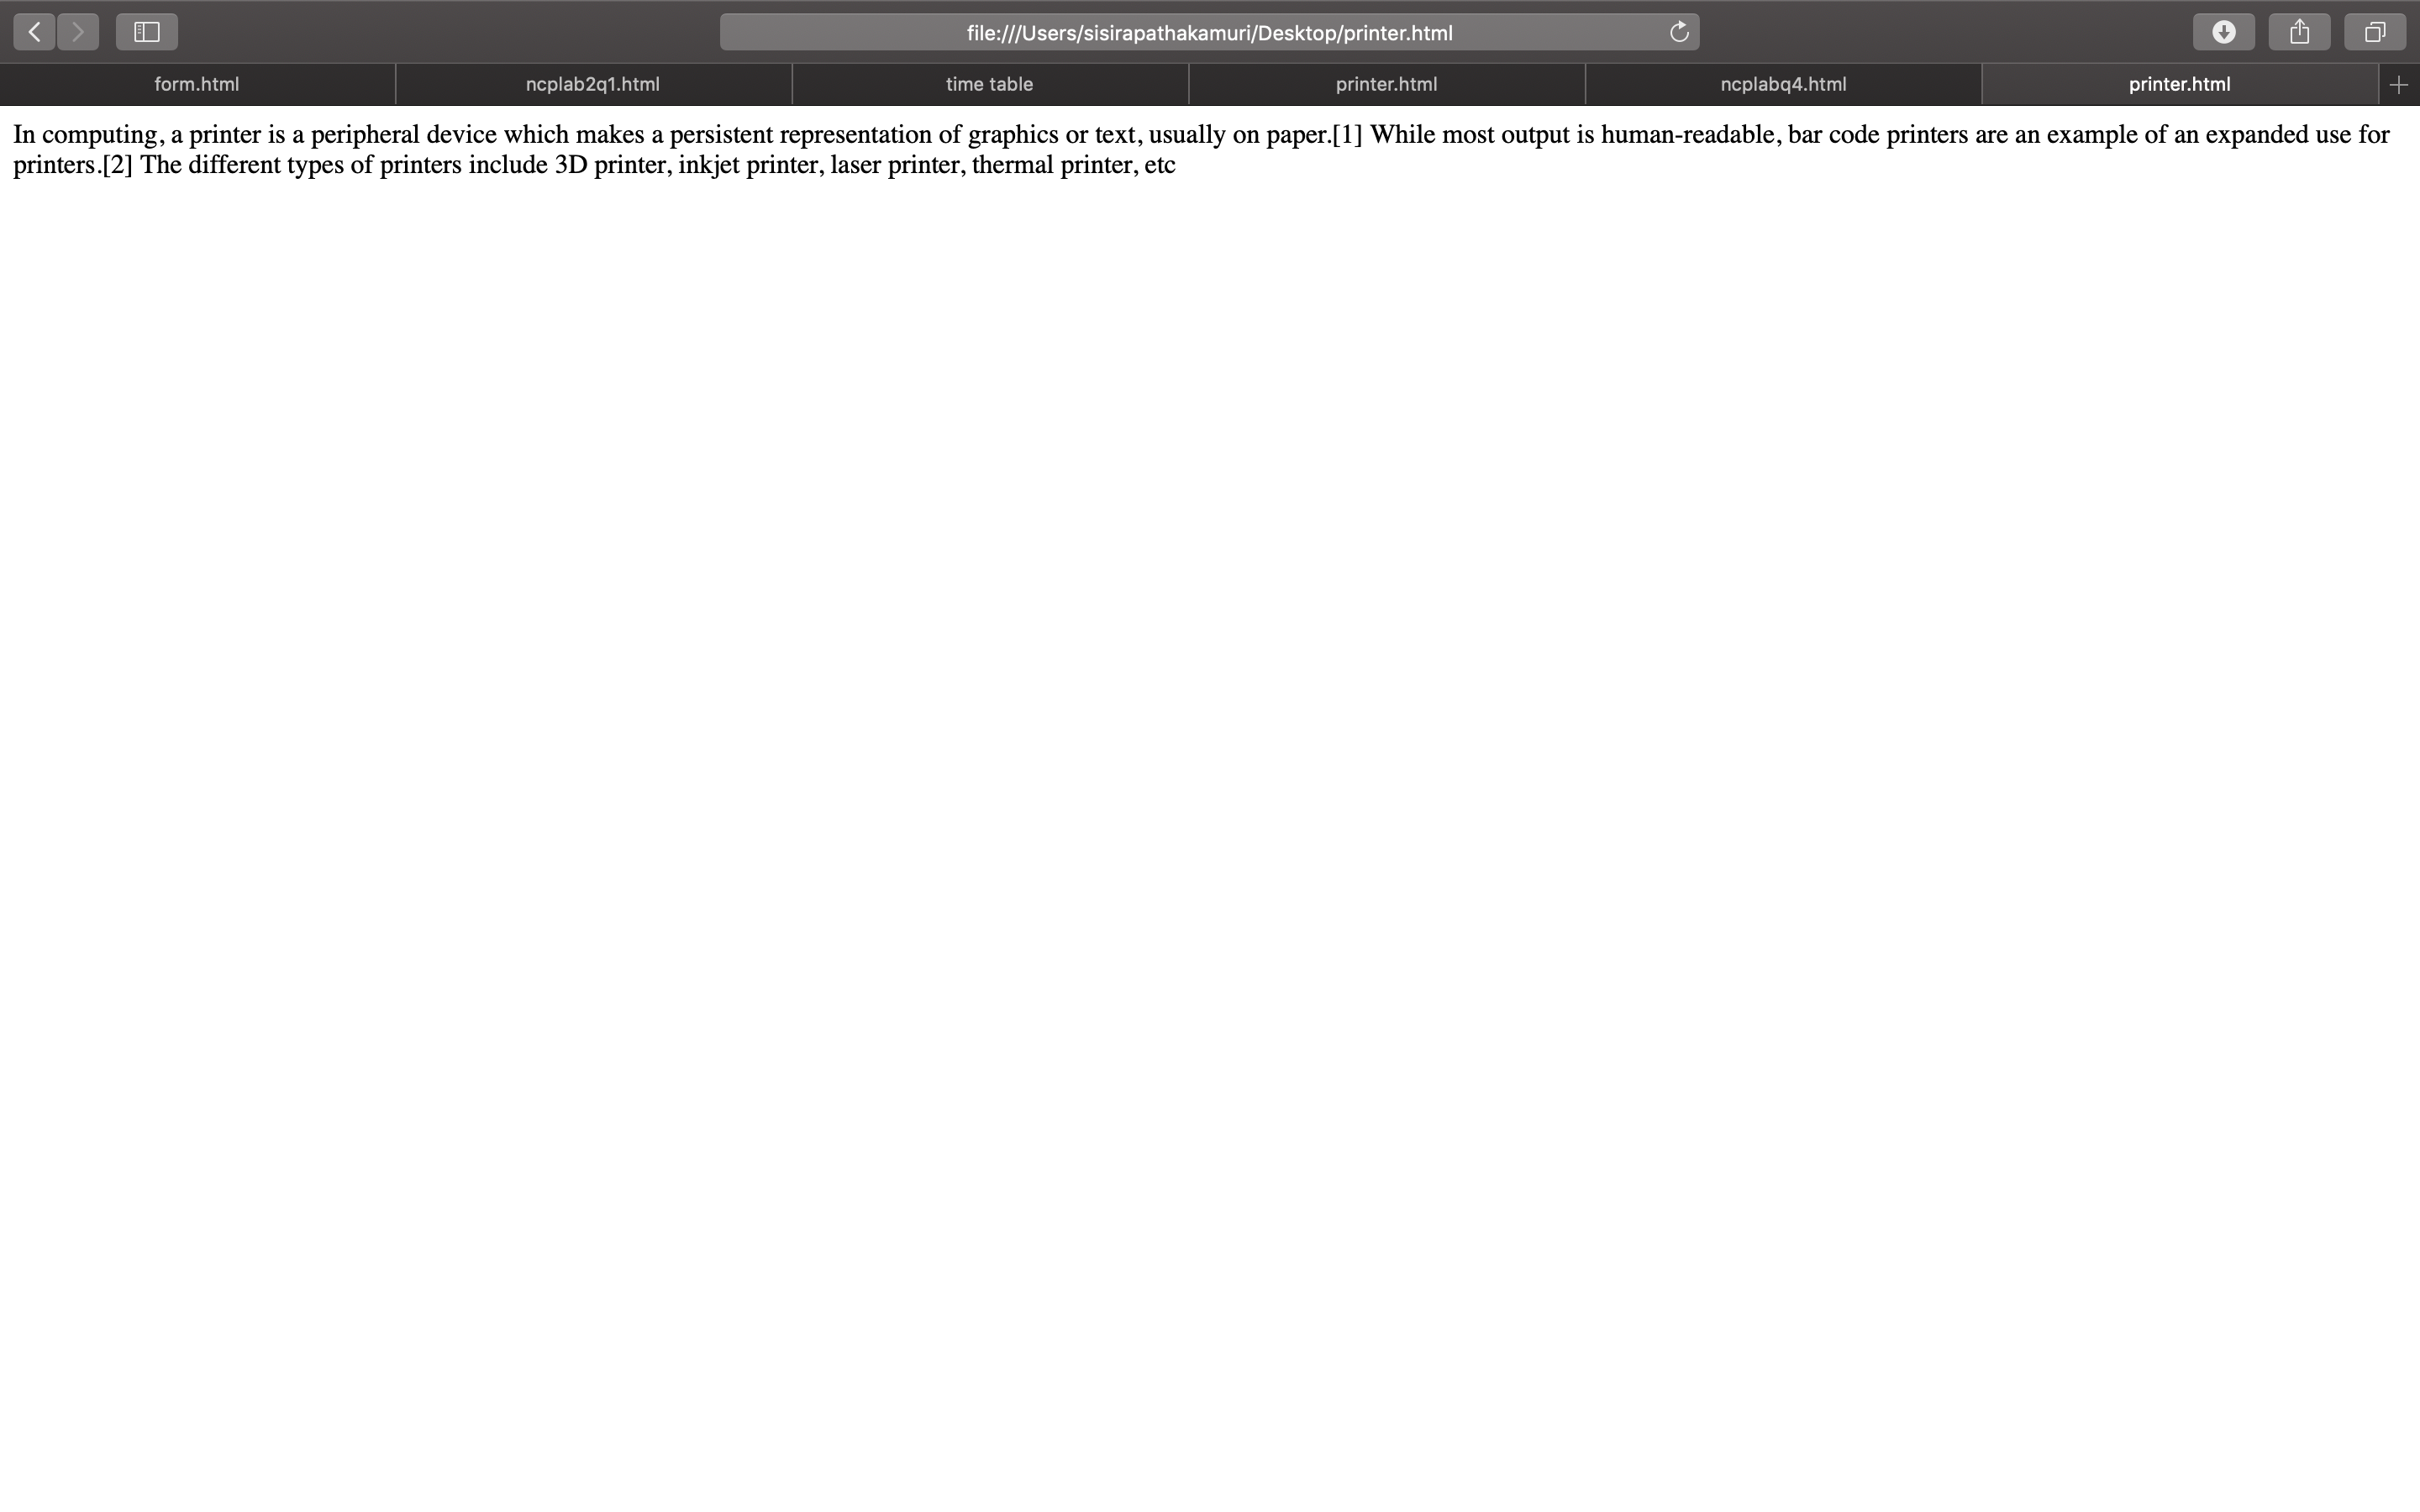 file:///Users/sisirapathakamuri/Desktop/printer.html
form.html
ncplab2q1.html
time table
printer.html
ncplabq4.html
printer.html
In computing, a printer is a peripheral device which makes a persistent representation of graphics or text, usually on paper.[1] While most output is human-readable, bar code printers are an example of an expanded use for
printers.[2] The different types of printers include 3D printer, inkjet printer, laser printer, thermal printer, etc